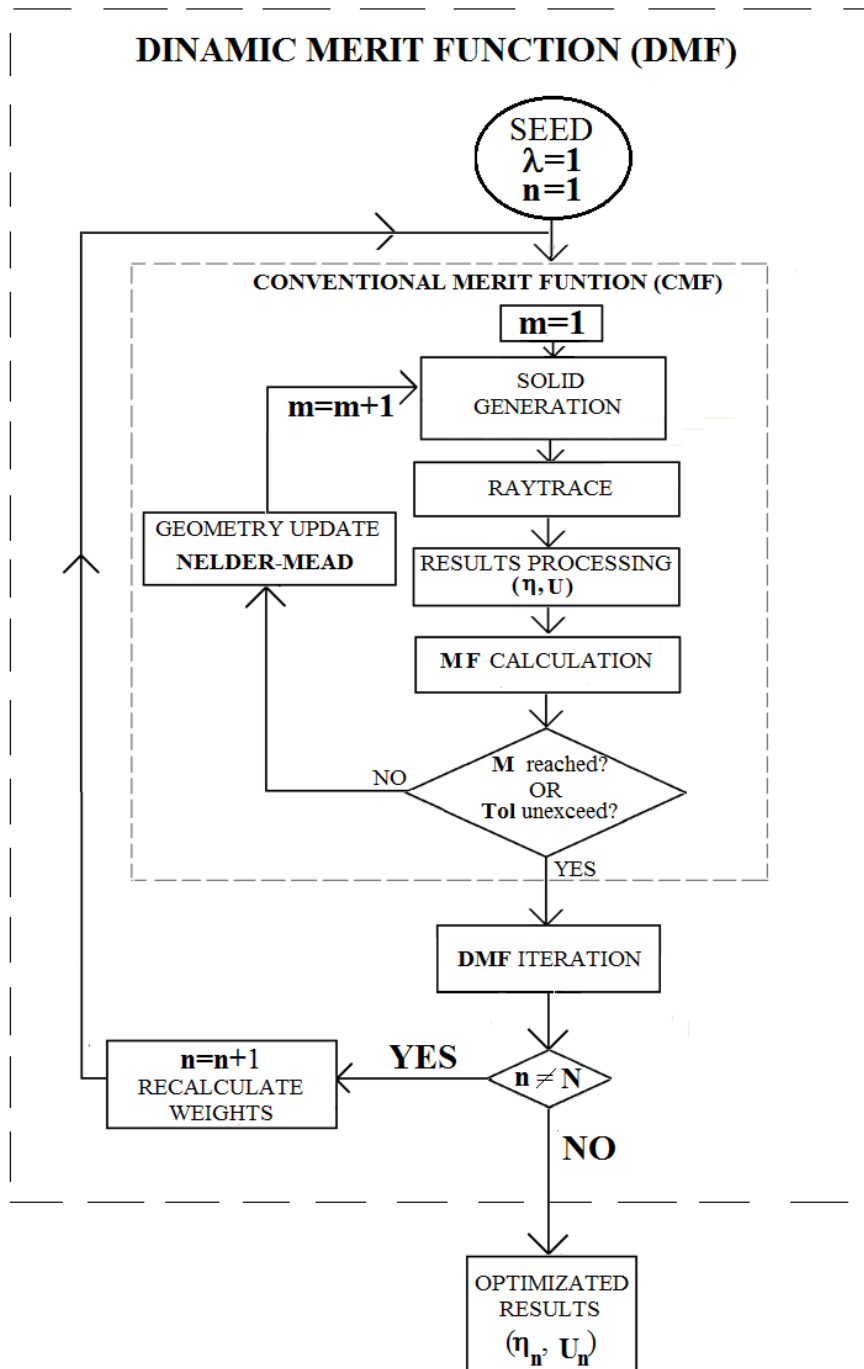 DINAMIC MERIT FUNCTION (DMF)
SEED
λ=1
n=1
CONVENTIONAL MERIT FUNTION (CMF)
m=1
SOLID
GENERATION
m=m+1
RAYTRACE
GEOMETRY UPDATE
NELDER-MEAD
RESULTS PROCESSING
(η, U)
MF CALCULATION
M reached?
OR
Tol unexceed?
NO
YES
DMF ITERATION
n ≠ N
YES
n=n+1
RECALCULATE
WEIGHTS
NO
OPTIMIZATED
RESULTS
(ηn, Un)